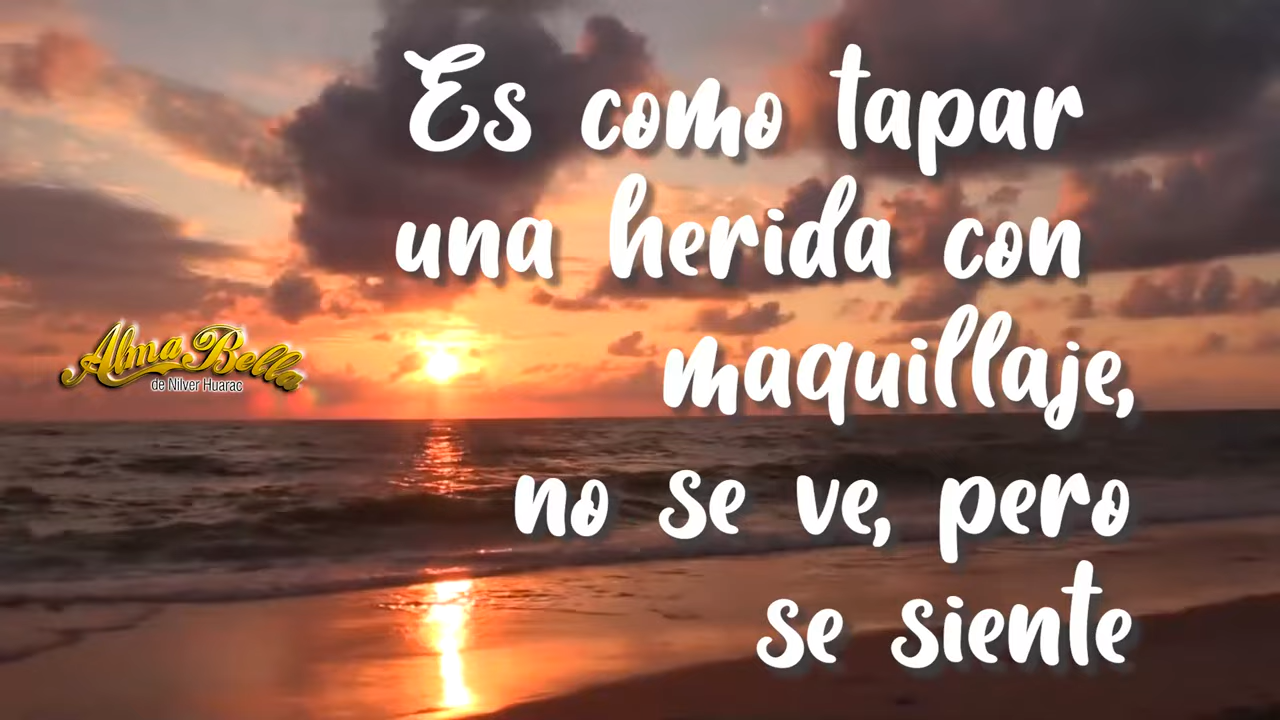 Es como tapar
una herida con
maquillaje,
no se ve, pero
se siente
Alma Bella
de Nilver Huarac